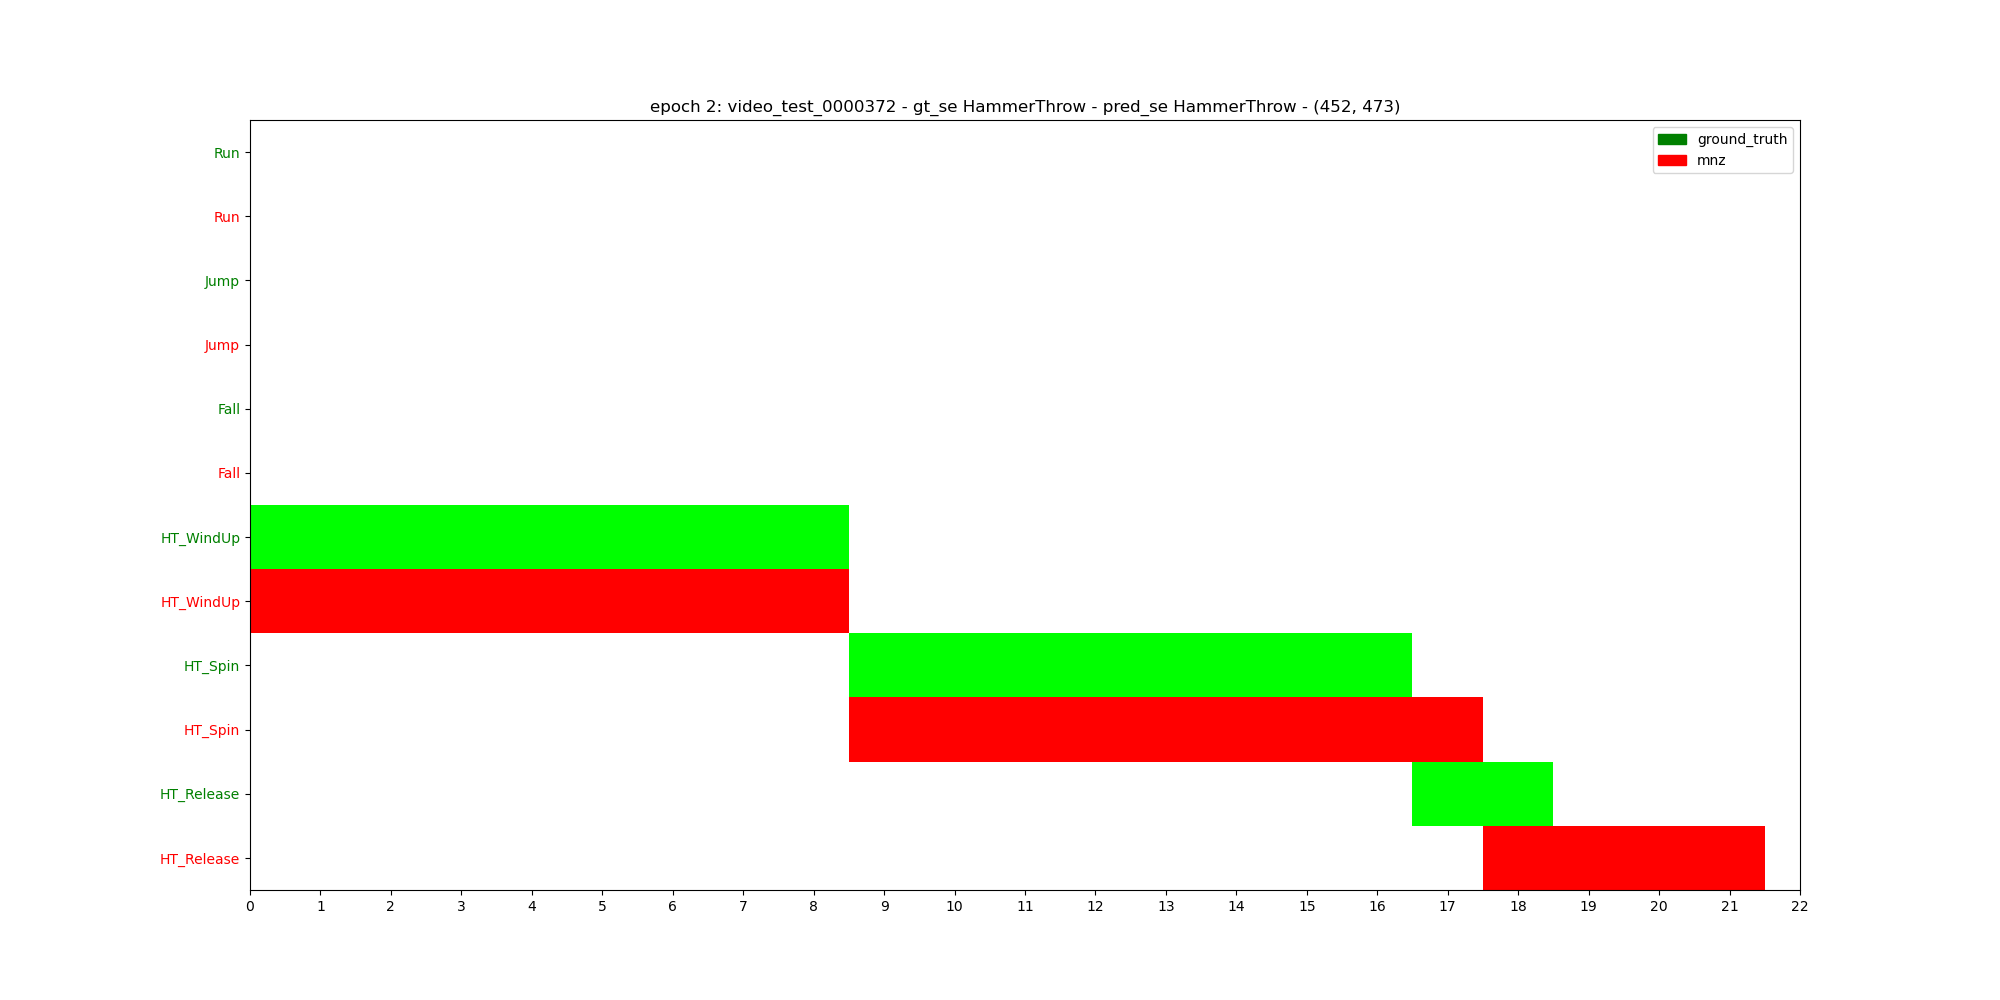 epoch 2: video_test_0000372 - gt_se HammerThrow - pred_se HammerThrow - (452, 473)
ground_truth
mnz
Run
Run
Jump
Jump
Fall
Fall
HT_WindUp
HT_WindUp
HT_Spin
HT_Spin
HT_Release
HT_Release
0 1 2 3 4 5 6 7 8 9 10 11 12 13 14 15 16 17 18 19 20 21 22